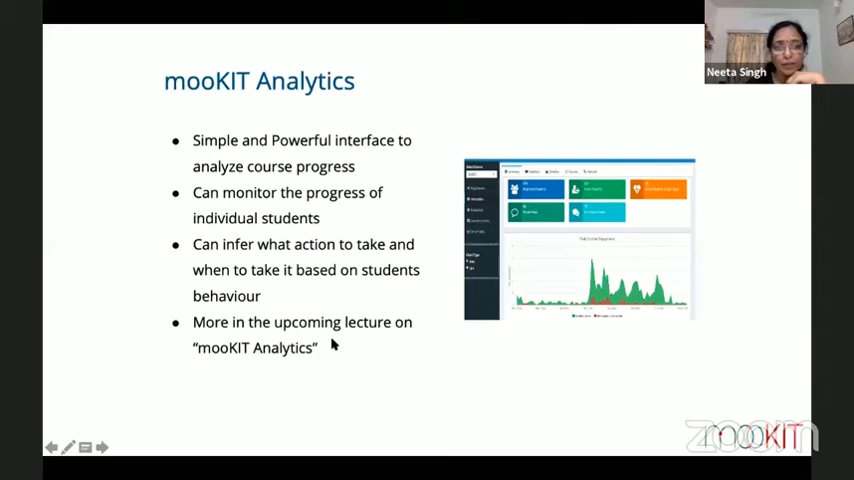 mooKIT Analytics
Neeta Singh
● Simple and Powerful interface to
analyze course progress
● Can monitor the progress of
individual students
● Can infer what action to take and
when to take it based on students
behaviour
● More in the upcoming lecture on
“mooKIT Analytics”
zoom
mooKIT